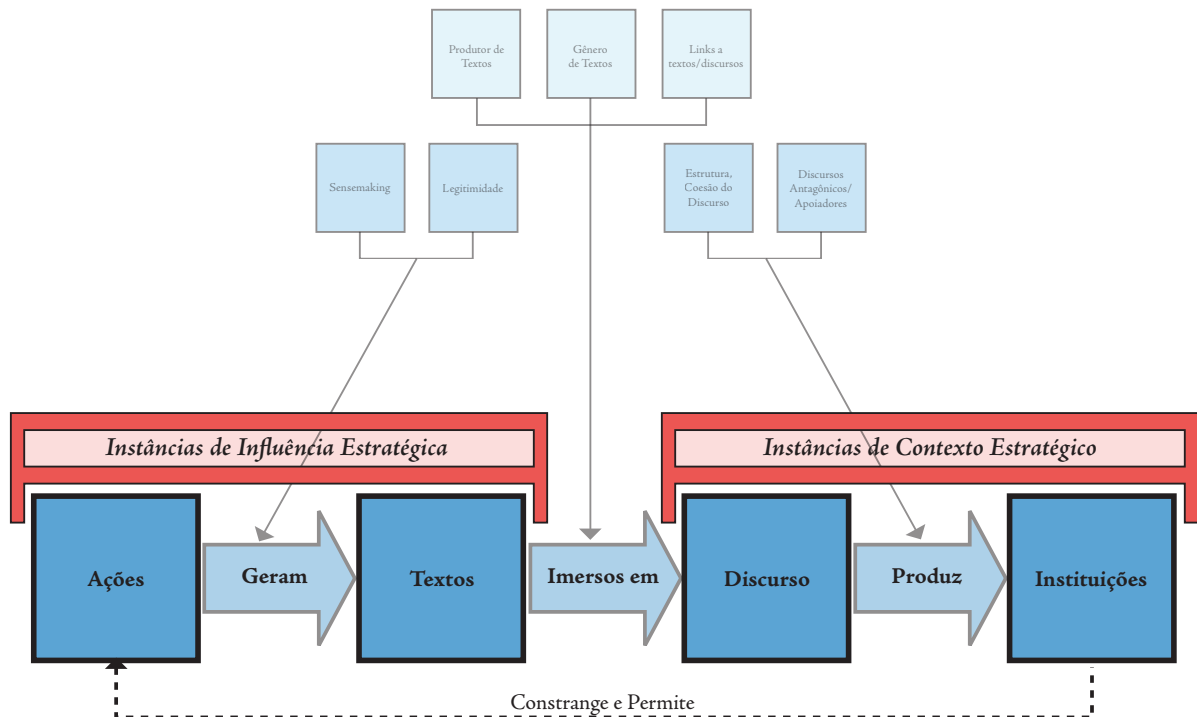 Produtor de
Textos
Gênero
de Textos
Links a
textos/discursos
Sensemaking
Legitimidade
Estrutura,
Coesão do
Discurso
Discursos
Antagônicos/
Apoiadores
Instâncias de Influência Estratégica
Instâncias de Contexto Estratégico
Ações
Geram
Textos
Imersos em
Discurso
Produz
Instituições
Constrange e Permite